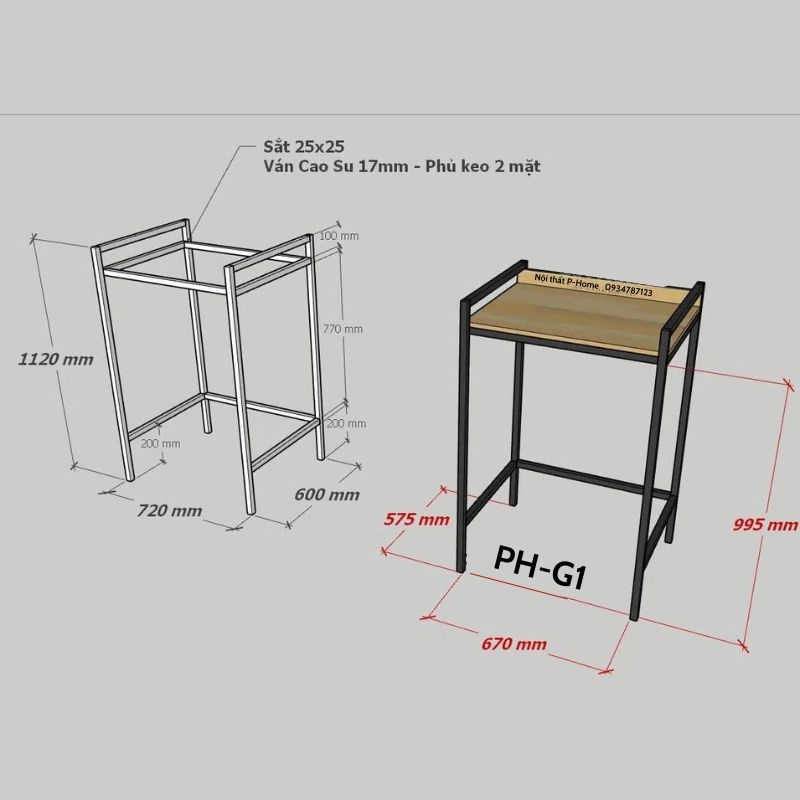 Sắt 25x25
Ván Cao Su 17mm - Phủ keo 2 mặt
100 mm
770 mm
1120 mm
200 mm
200 mm
720 mm
600 mm
Nội thất P-Home _0934787123
575 mm
995 mm
PH-G1
670 mm